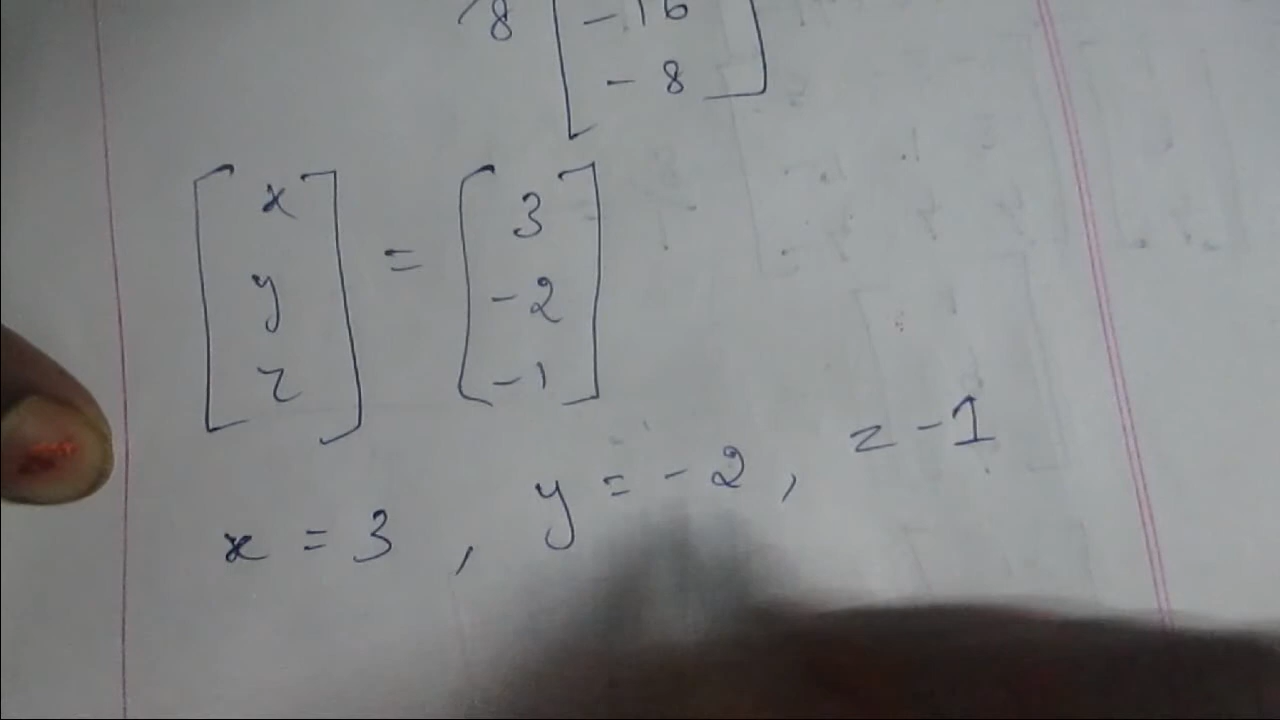 8 [ -16
-8 ]
[ x ] = [ 3 ]
[ y ] [ -2 ]
[ z ] [ -1 ]
x = 3 , y = -2 , z - 1